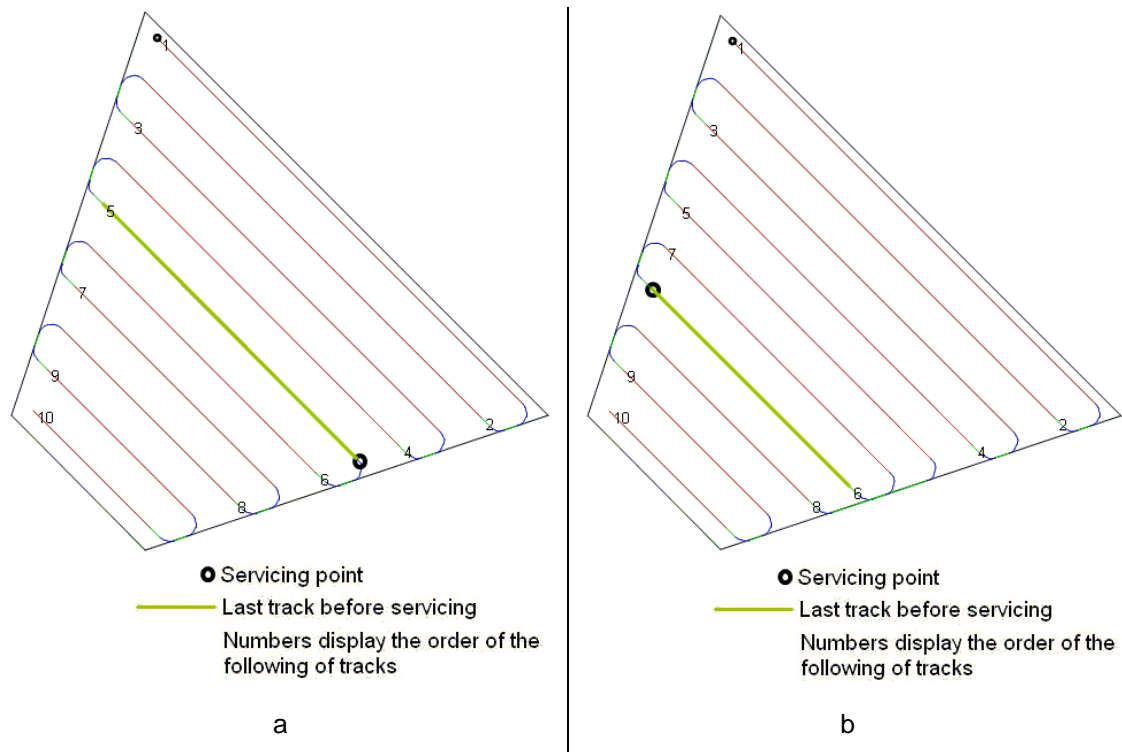 1
3
5
7
9
10
2
4
6
8
Servicing point
Last track before servicing
Numbers display the order of the
following of tracks
a
1
3
5
7
9
10
2
4
6
8
Servicing point
Last track before servicing
Numbers display the order of the
following of tracks
b